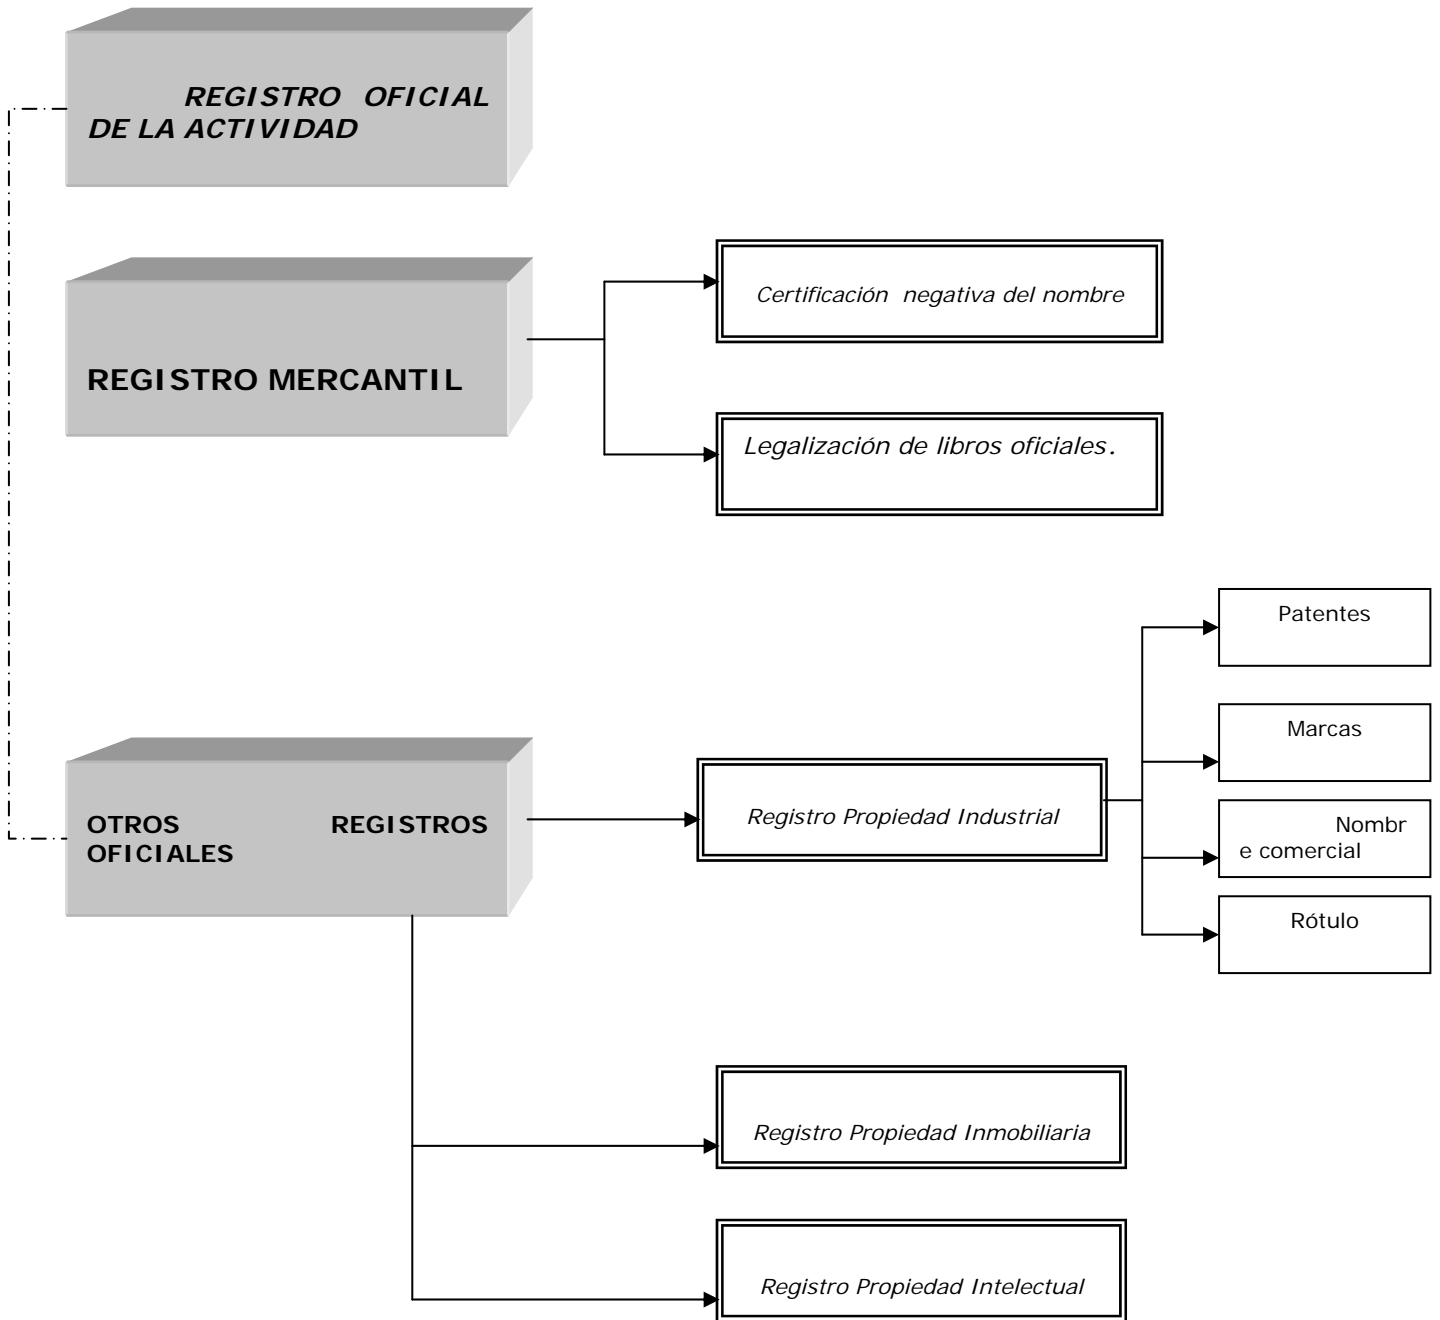 REGISTRO OFICIAL
DE LA ACTIVIDAD
Certificación negativa del nombre
REGISTRO MERCANTIL
Legalización de libros oficiales.
Patentes
Marcas
OTROS REGISTROS
OFICIALES
Registro Propiedad Industrial
Nombr
e comercial
Rótulo
Registro Propiedad Inmobiliaria
Registro Propiedad Intelectual